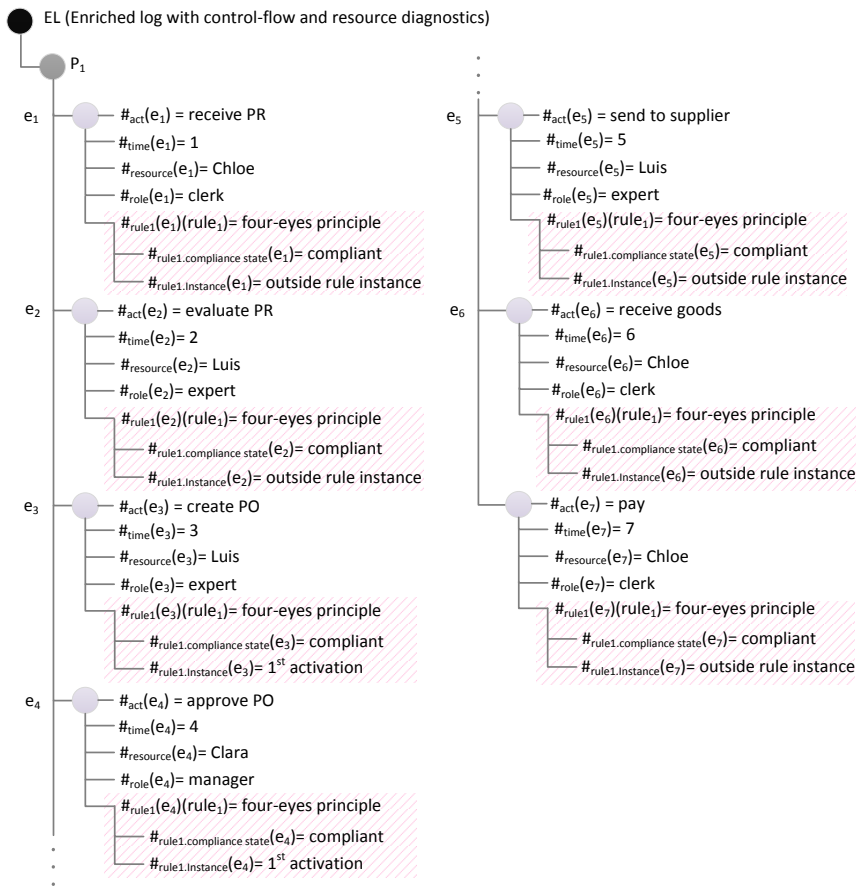 EL (Enriched log with control-flow and resource diagnostics)
P1
e1
#act(e1) = receive PR
#time(e1)= 1
#resource(e1)= Chloe
#role(e1)= clerk
#rule1(e1)(rule1)= four-eyes principle
#rule1.compliance state(e1)= compliant
#rule1.Instance(e1)= outside rule instance
e2
#act(e2) = evaluate PR
#time(e2)= 2
#resource(e2)= Luis
#role(e2)= expert
#rule1(e2)(rule1)= four-eyes principle
#rule1.compliance state(e2)= compliant
#rule1.Instance(e2)= outside rule instance
e3
#act(e3) = create PO
#time(e3)= 3
#resource(e3)= Luis
#role(e3)= expert
#rule1(e3)(rule1)= four-eyes principle
#rule1.compliance state(e3)= compliant
#rule1.Instance(e3)= 1st activation
e4
#act(e4) = approve PO
#time(e4)= 4
#resource(e4)= Clara
#role(e4)= manager
#rule1(e4)(rule1)= four-eyes principle
#rule1.compliance state(e4)= compliant
#rule1.Instance(e4)= 1st activation
e5
#act(e5) = send to supplier
#time(e5)= 5
#resource(e5)= Luis
#role(e5)= expert
#rule1(e5)(rule1)= four-eyes principle
#rule1.compliance state(e5)= compliant
#rule1.Instance(e5)= outside rule instance
e6
#act(e6) = receive goods
#time(e6)= 6
#resource(e6)= Chloe
#role(e6)= clerk
#rule1(e6)(rule1)= four-eyes principle
#rule1.compliance state(e6)= compliant
#rule1.Instance(e6)= outside rule instance
#act(e7) = pay
#time(e7)= 7
#resource(e7)= Chloe
#role(e7)= clerk
#rule1(e7)(rule1)= four-eyes principle
#rule1.compliance state(e7)= compliant
#rule1.Instance(e7)= outside rule instance